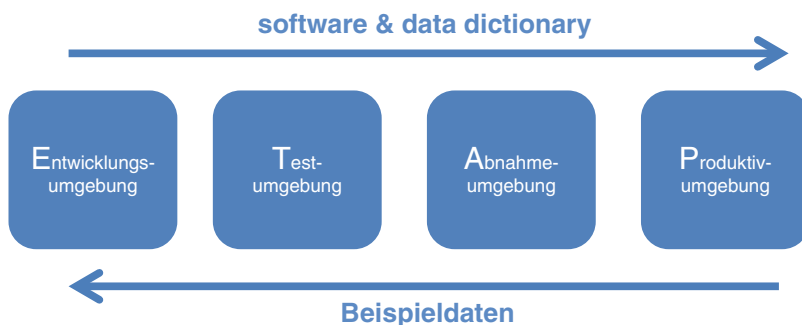 software & data dictionary
Entwicklungs-
umgebung
Test-
umgebung
Abnahme-
umgebung
Produktiv-
umgebung
Beispieldaten